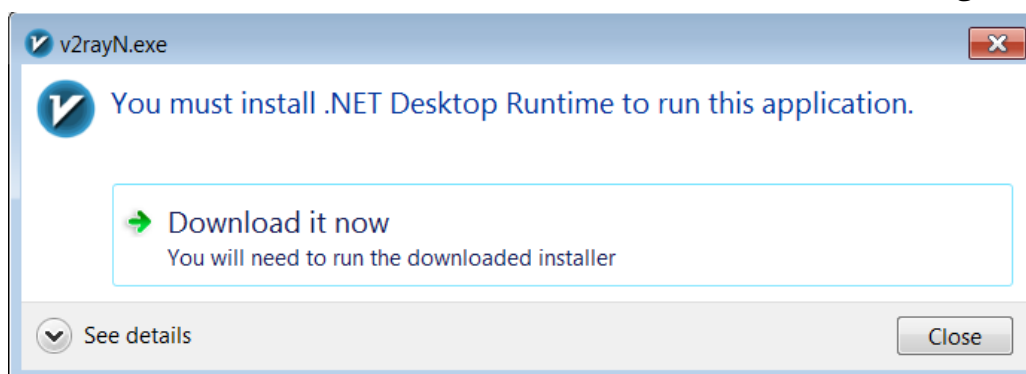 v2rayN.exe
You must install .NET Desktop Runtime to run this application.
Download it now
You will need to run the downloaded installer
See details
Close